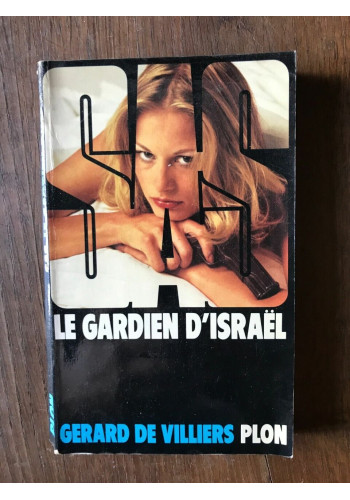 SAS
LE GARDIEN D'ISRAËL
GERARD DE VILLIERS PLON